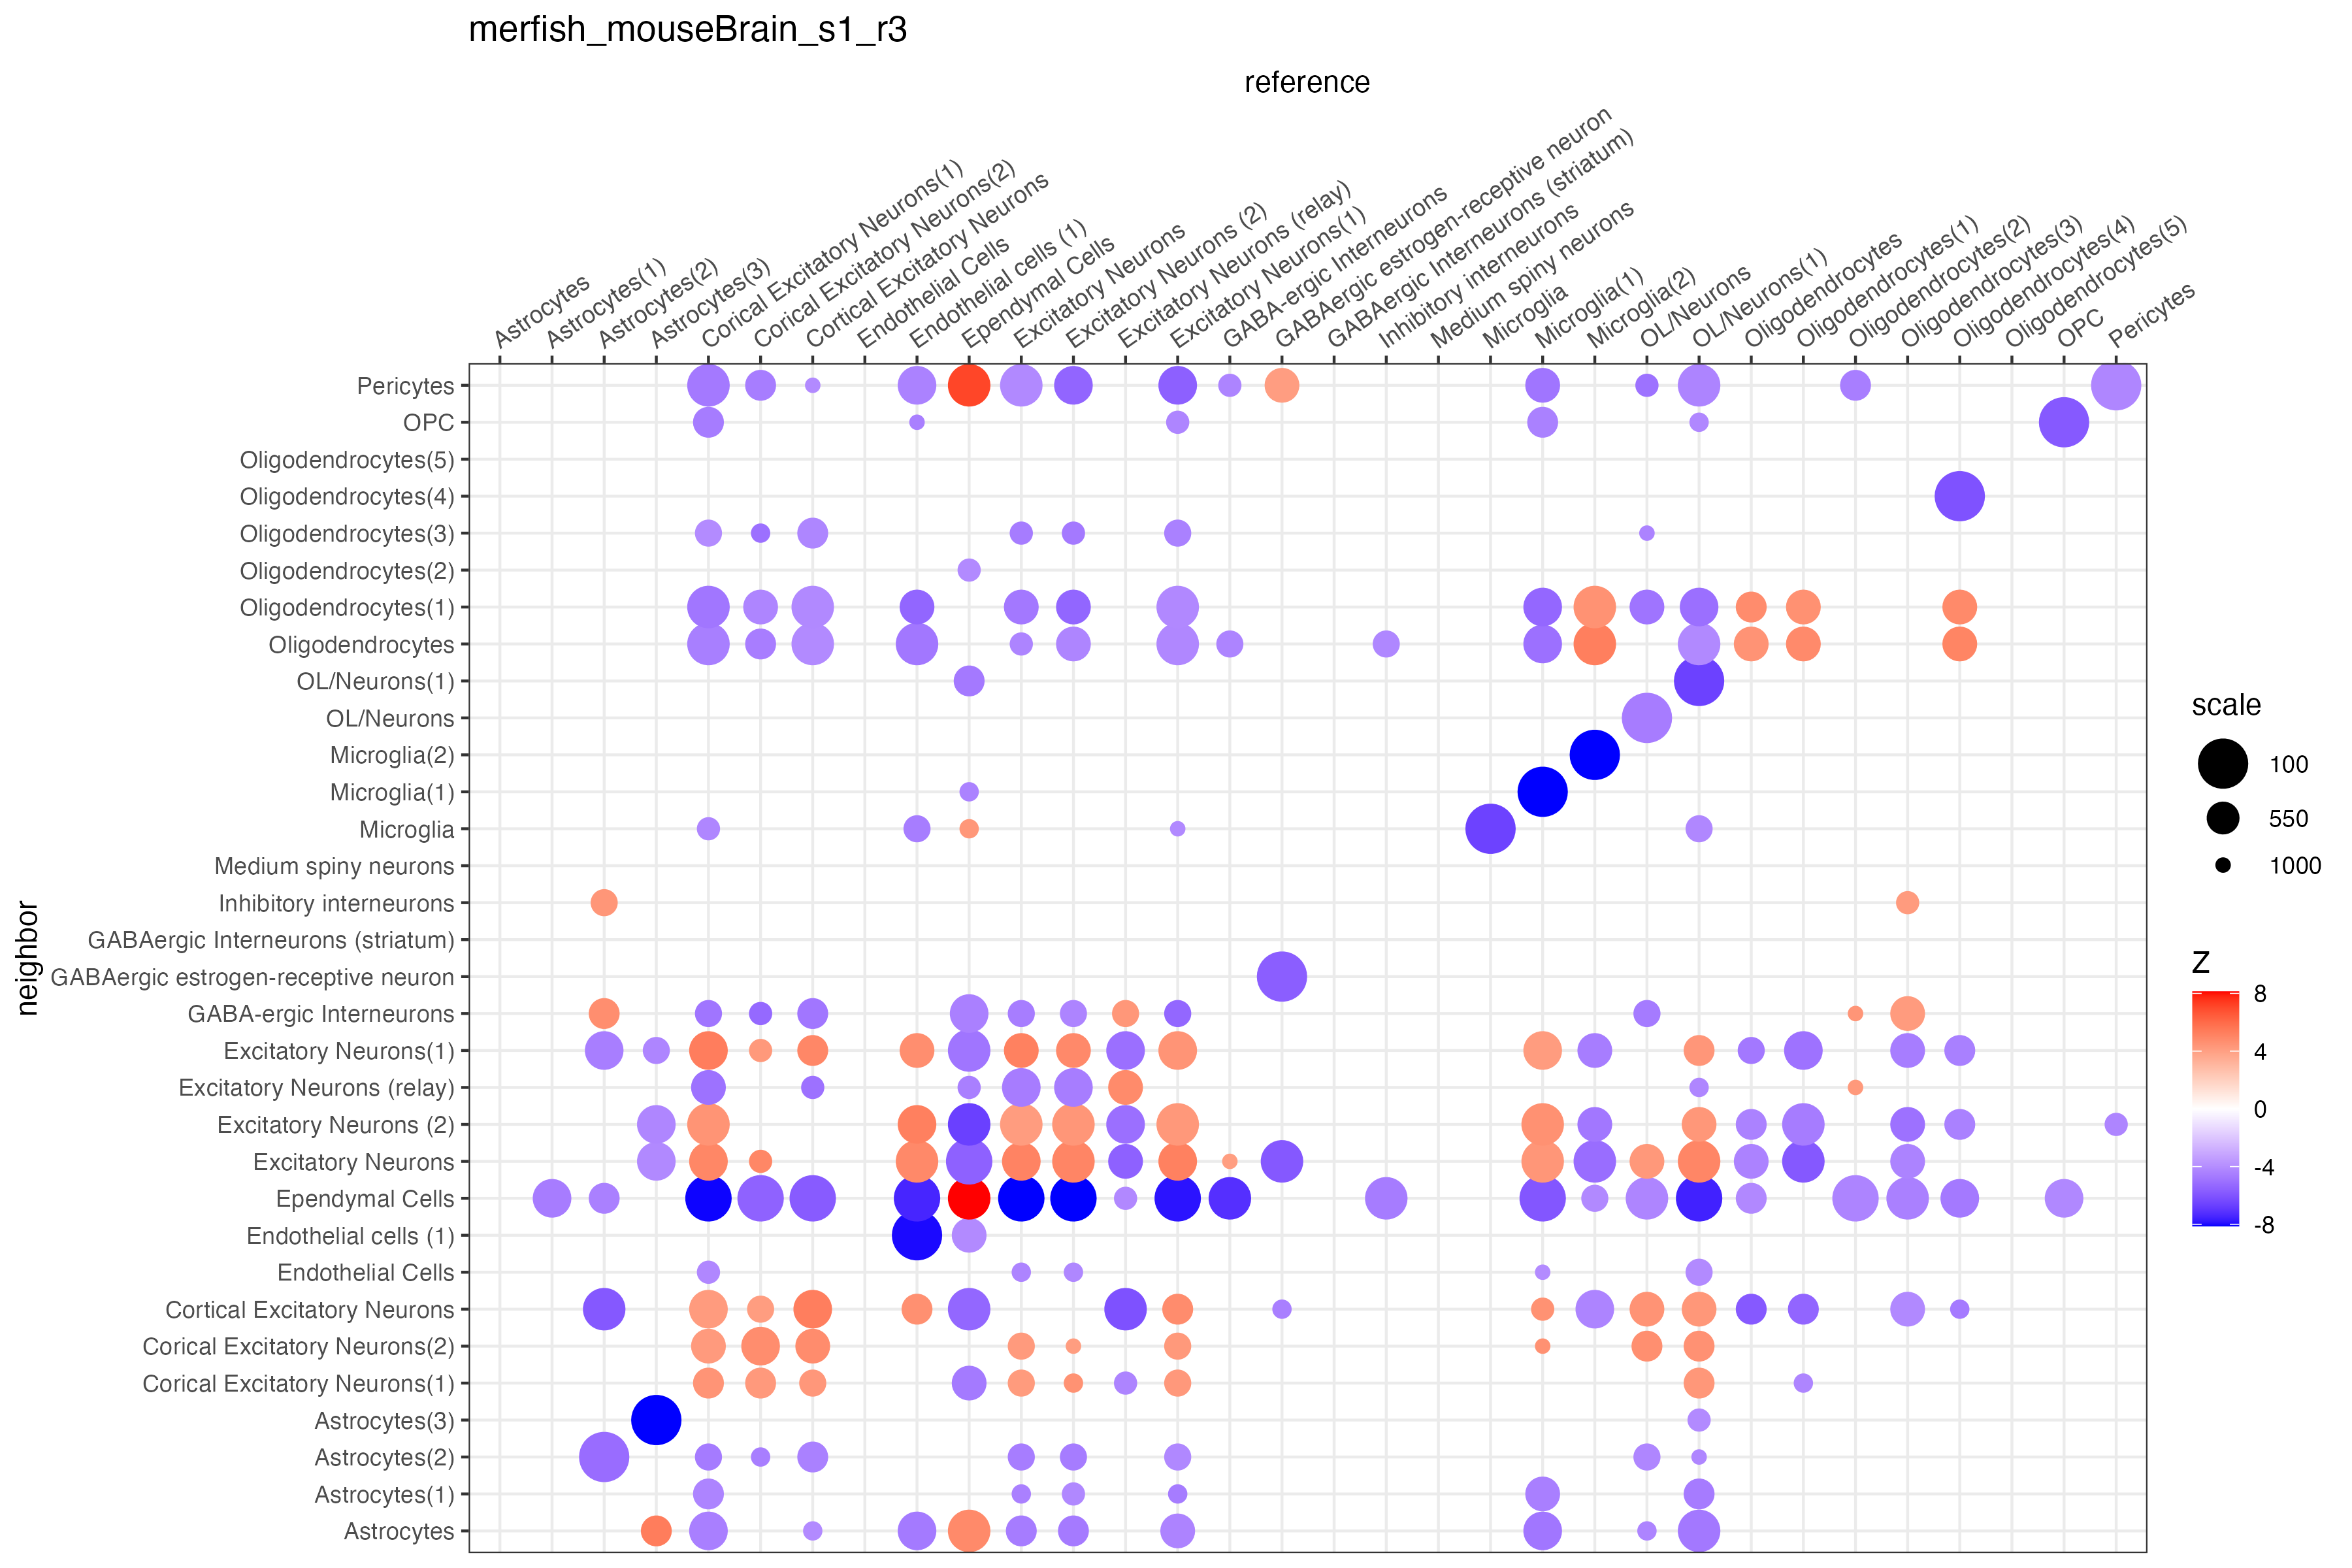 merfish_mouseBrain_s1_r3
reference
Astrocytes
Astrocytes(1)
Astrocytes(2)
Astrocytes(3)
Corical Excitatory Neurons(1)
Corical Excitatory Neurons(2)
Cortical Excitatory Neurons
Endothelial Cells
Endothelial cells (1)
Ependymal Cells
Excitatory Neurons
Excitatory Neurons (2)
Excitatory Neurons (relay)
Excitatory Neurons(1)
GABA-ergic Interneurons
GABAergic estrogen-receptive neuron
GABAergic Interneurons (striatum)
Inhibitory interneurons
Medium spiny neurons
Microglia
Microglia(1)
Microglia(2)
OL/Neurons
OL/Neurons(1)
Oligodendrocytes
Oligodendrocytes(1)
Oligodendrocytes(2)
Oligodendrocytes(3)
Oligodendrocytes(4)
Oligodendrocytes(5)
OPC
Pericytes
neighbor
Pericytes
OPC
Oligodendrocytes(5)
Oligodendrocytes(4)
Oligodendrocytes(3)
Oligodendrocytes(2)
Oligodendrocytes(1)
Oligodendrocytes
OL/Neurons(1)
OL/Neurons
Microglia(2)
Microglia(1)
Microglia
Medium spiny neurons
Inhibitory interneurons
GABAergic Interneurons (striatum)
GABAergic estrogen-receptive neuron
GABA-ergic Interneurons
Excitatory Neurons(1)
Excitatory Neurons (relay)
Excitatory Neurons (2)
Excitatory Neurons
Ependymal Cells
Endothelial cells (1)
Endothelial Cells
Cortical Excitatory Neurons
Corical Excitatory Neurons(2)
Corical Excitatory Neurons(1)
Astrocytes(3)
Astrocytes(2)
Astrocytes(1)
Astrocytes
scale
100
550
1000
Z
8
4
0
-4
-8